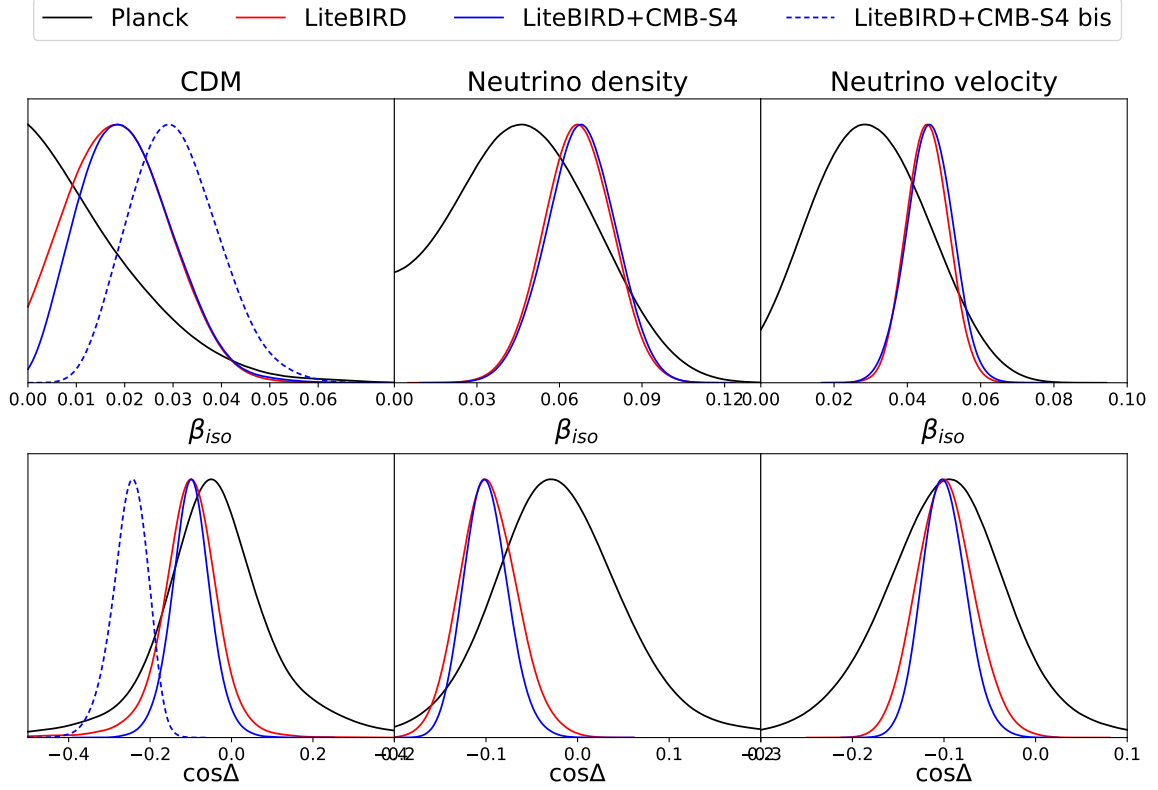 Planck LiteBIRD LiteBIRD+CMB-S4 LiteBIRD+CMB-S4 bis
CDM Neutrino density Neutrino velocity
0.00 0.01 0.02 0.03 0.04 0.05 0.06 0.00 0.03 0.06 0.09 0.12 0.00 0.02 0.04 0.06 0.08 0.10
βiso βiso βiso
−0.4 −0.2 0.0 0.2 −0.1 0.0 0.1 −0.2 −0.1 0.0 0.1
cosΔ cosΔ cosΔ